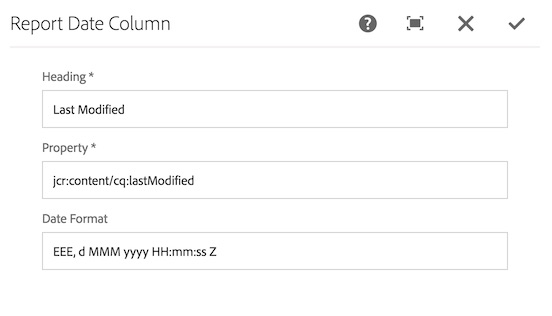 Report Date Column
Heading *
Last Modified
Property *
jcr:content/cq:lastModified
Date Format
EEE, d MMM yyyy HH:mm:ss Z